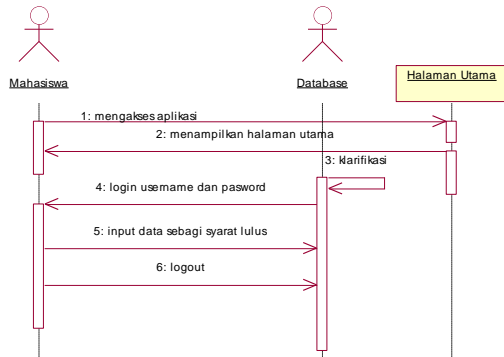 Mahasiswa
Database
Halaman Utama
1: mengakses aplikasi
2: menampilkan halaman utama
3: klarifikasi
4: login username dan pasword
5: input data sebagi syarat lulus
6: logout